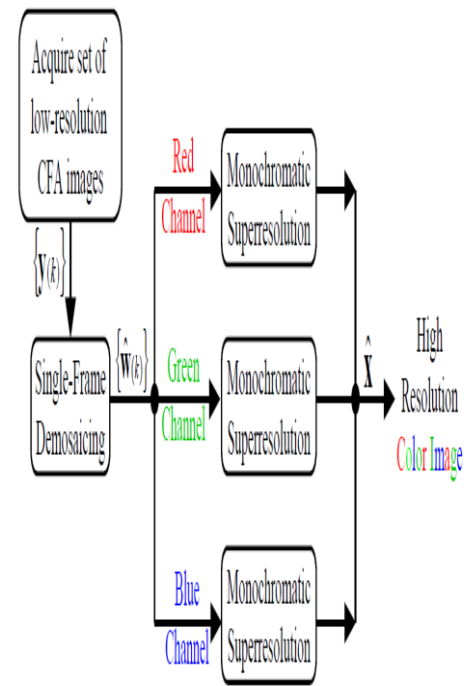 Acquire set of
low-resolution
CFA images
{y(k)}
Single-Frame
Demosaicing
{ŵ(k)}
Red
Channel
Monochromatic
Superresolution
Green
Channel
Monochromatic
Superresolution
Blue
Channel
Monochromatic
Superresolution
X̂
High
Resolution
Color Image